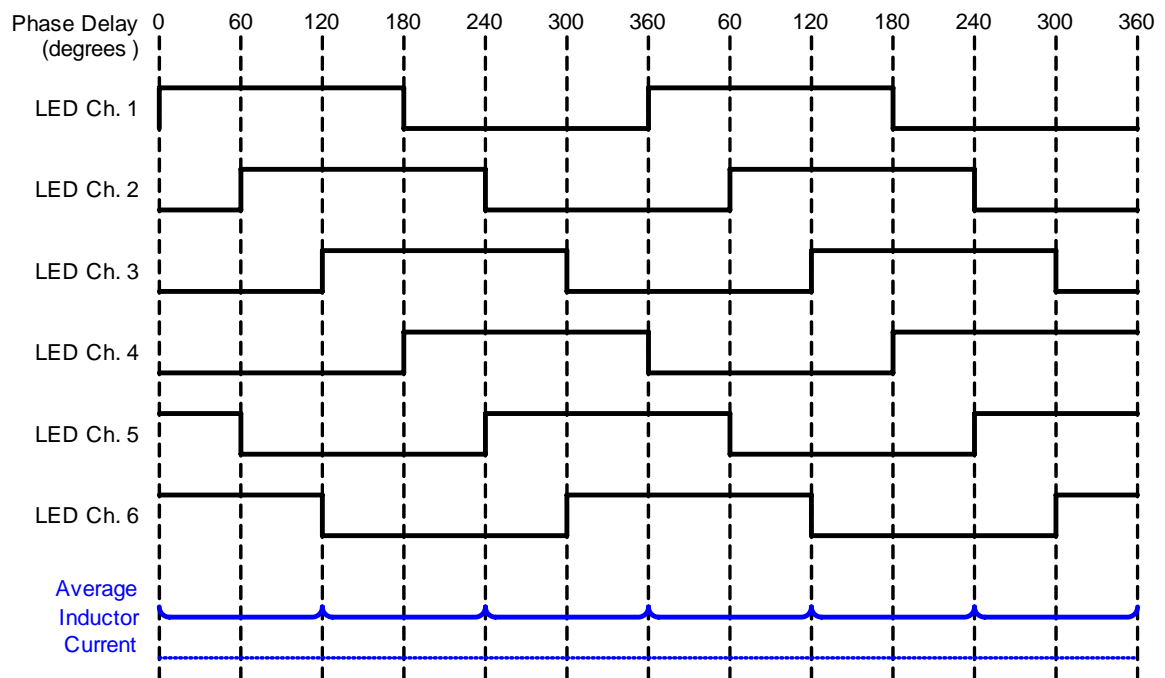 Phase Delay 0 60 120 180 240 300 360 60 120 180 240 300 360
(degrees )
LED Ch. 1
LED Ch. 2
LED Ch. 3
LED Ch. 4
LED Ch. 5
LED Ch. 6
Average
Inductor
Current